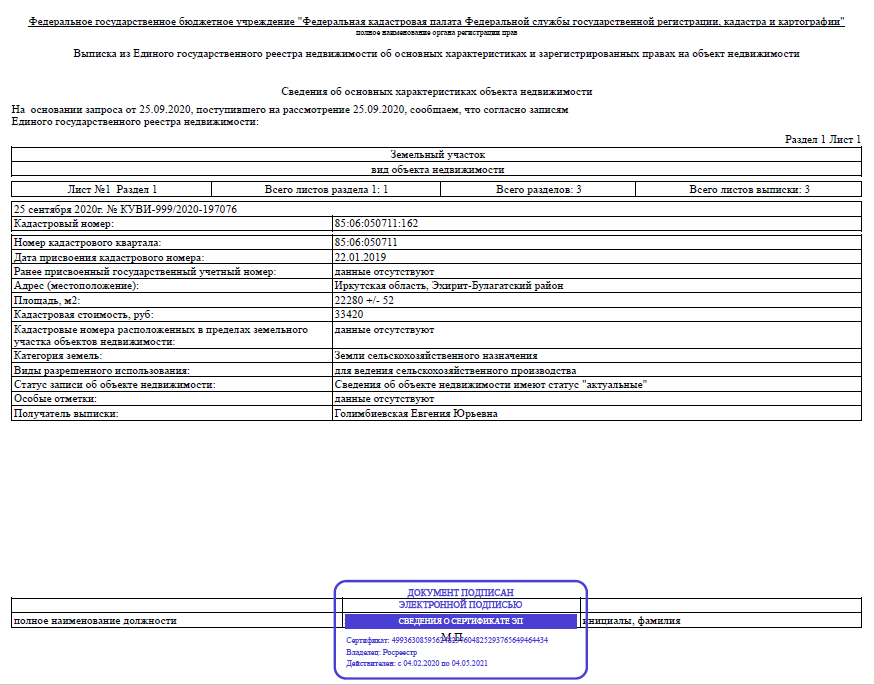 Федеральное государственное бюджетное учреждение "Федеральная кадастровая палата Федеральной службы государственной регистрации, кадастра и картографии"
полное наименование органа регистрации прав
Выписка из Единого государственного реестра недвижимости об основных характеристиках и зарегистрированных правах на объект недвижимости
Сведения об основных характеристиках объекта недвижимости
На основании запроса от 25.09.2020, поступившего на рассмотрение 25.09.2020, сообщаем, что согласно записям
Единого государственного реестра недвижимости:
Раздел 1 Лист 1
Земельный участок
вид объекта недвижимости
Лист №1 Раздел 1 Всего листов раздела 1: 1 Всего разделов: 3 Всего листов выписки: 3
25 сентября 2020г. № КУВИ-999/2020-197076
Кадастровый номер: 85:06:050711:162
Номер кадастрового квартала: 85:06:050711
Дата присвоения кадастрового номера: 22.01.2019
Ранее присвоенный государственный учетный номер: данные отсутствуют
Адрес (местоположение): Иркутская область, Эхирит-Булагатский район
Площадь, м2: 22280 +/- 52
Кадастровая стоимость, руб: 33420
Кадастровые номера расположенных в пределах земельного данные отсутствуют
участка объектов недвижимости:
Категория земель: Земли сельскохозяйственного назначения
Виды разрешенного использования: для ведения сельскохозяйственного производства
Статус записи об объекте недвижимости: Сведения об объекте недвижимости имеют статус "актуальные"
Особые отметки: данные отсутствуют
Получатель выписки: Голимбиевская Евгения Юрьевна
ДОКУМЕНТ ПОДПИСАН
ЭЛЕКТРОННОЙ ПОДПИСЬЮ
полное наименование должности СВЕДЕНИЯ О СЕРТИФИКАТЕ ЭП инициалы, фамилия
М.П.
Сертификат:
Владелец: Росреестр
Действителен: с 04.02.2020 по 04.05.2021